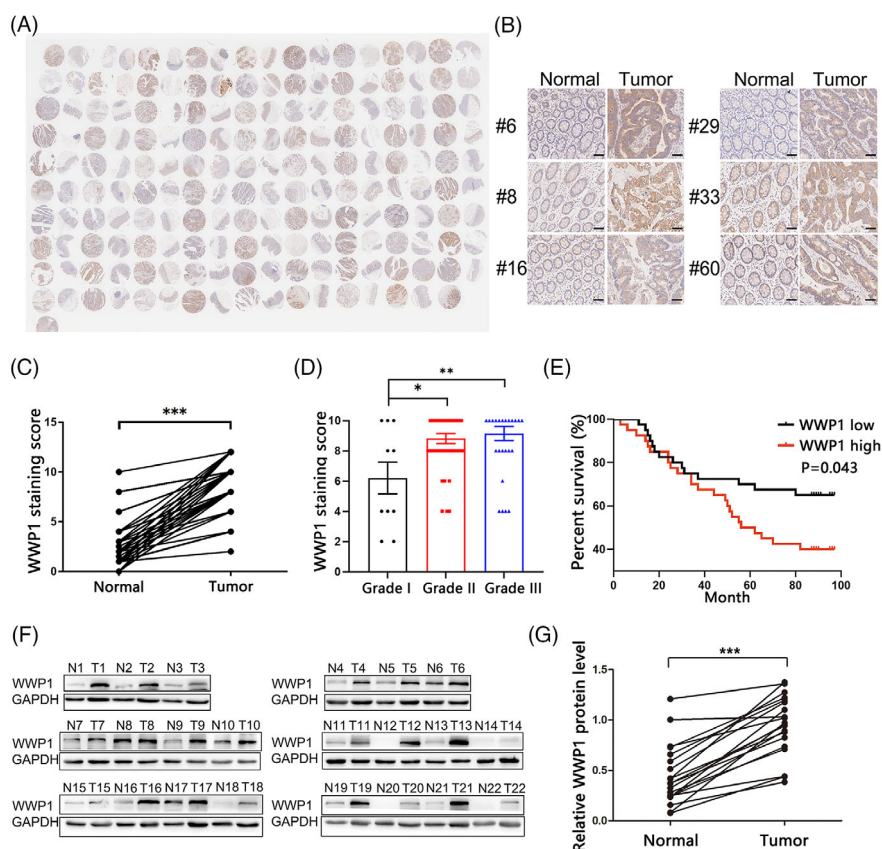 (A)
(B)
Normal Tumor Normal Tumor
#6 #29
#8 #33
#16 #60
(C)
WWP1 staining score
15
10
5
0
***
Normal Tumor
(D)
WWP1 staining score
10
8
6
4
2
0
**
*
Grade I Grade II Grade III
(E)
Percent survival (%)
100
80
60
40
0 20 40 60 80 100
Month
WWP1 low
WWP1 high
P=0.043
(F)
N1 T1 N2 T2 N3 T3
WWP1
GAPDH
N4 T4 N5 T5 N6 T6
WWP1
GAPDH
N7 T7 N8 T8 N9 T9 N10 T10
WWP1
GAPDH
N11 T11 N12 T12 N13 T13 N14 T14
WWP1
GAPDH
N15 T15 N16 T16 N17 T17 N18 T18
WWP1
GAPDH
N19 T19 N20 T20 N21 T21 N22 T22
WWP1
GAPDH
(G)
Relative WWP1 protein level
1.5
1.0
0.5
0.0
***
Normal Tumor